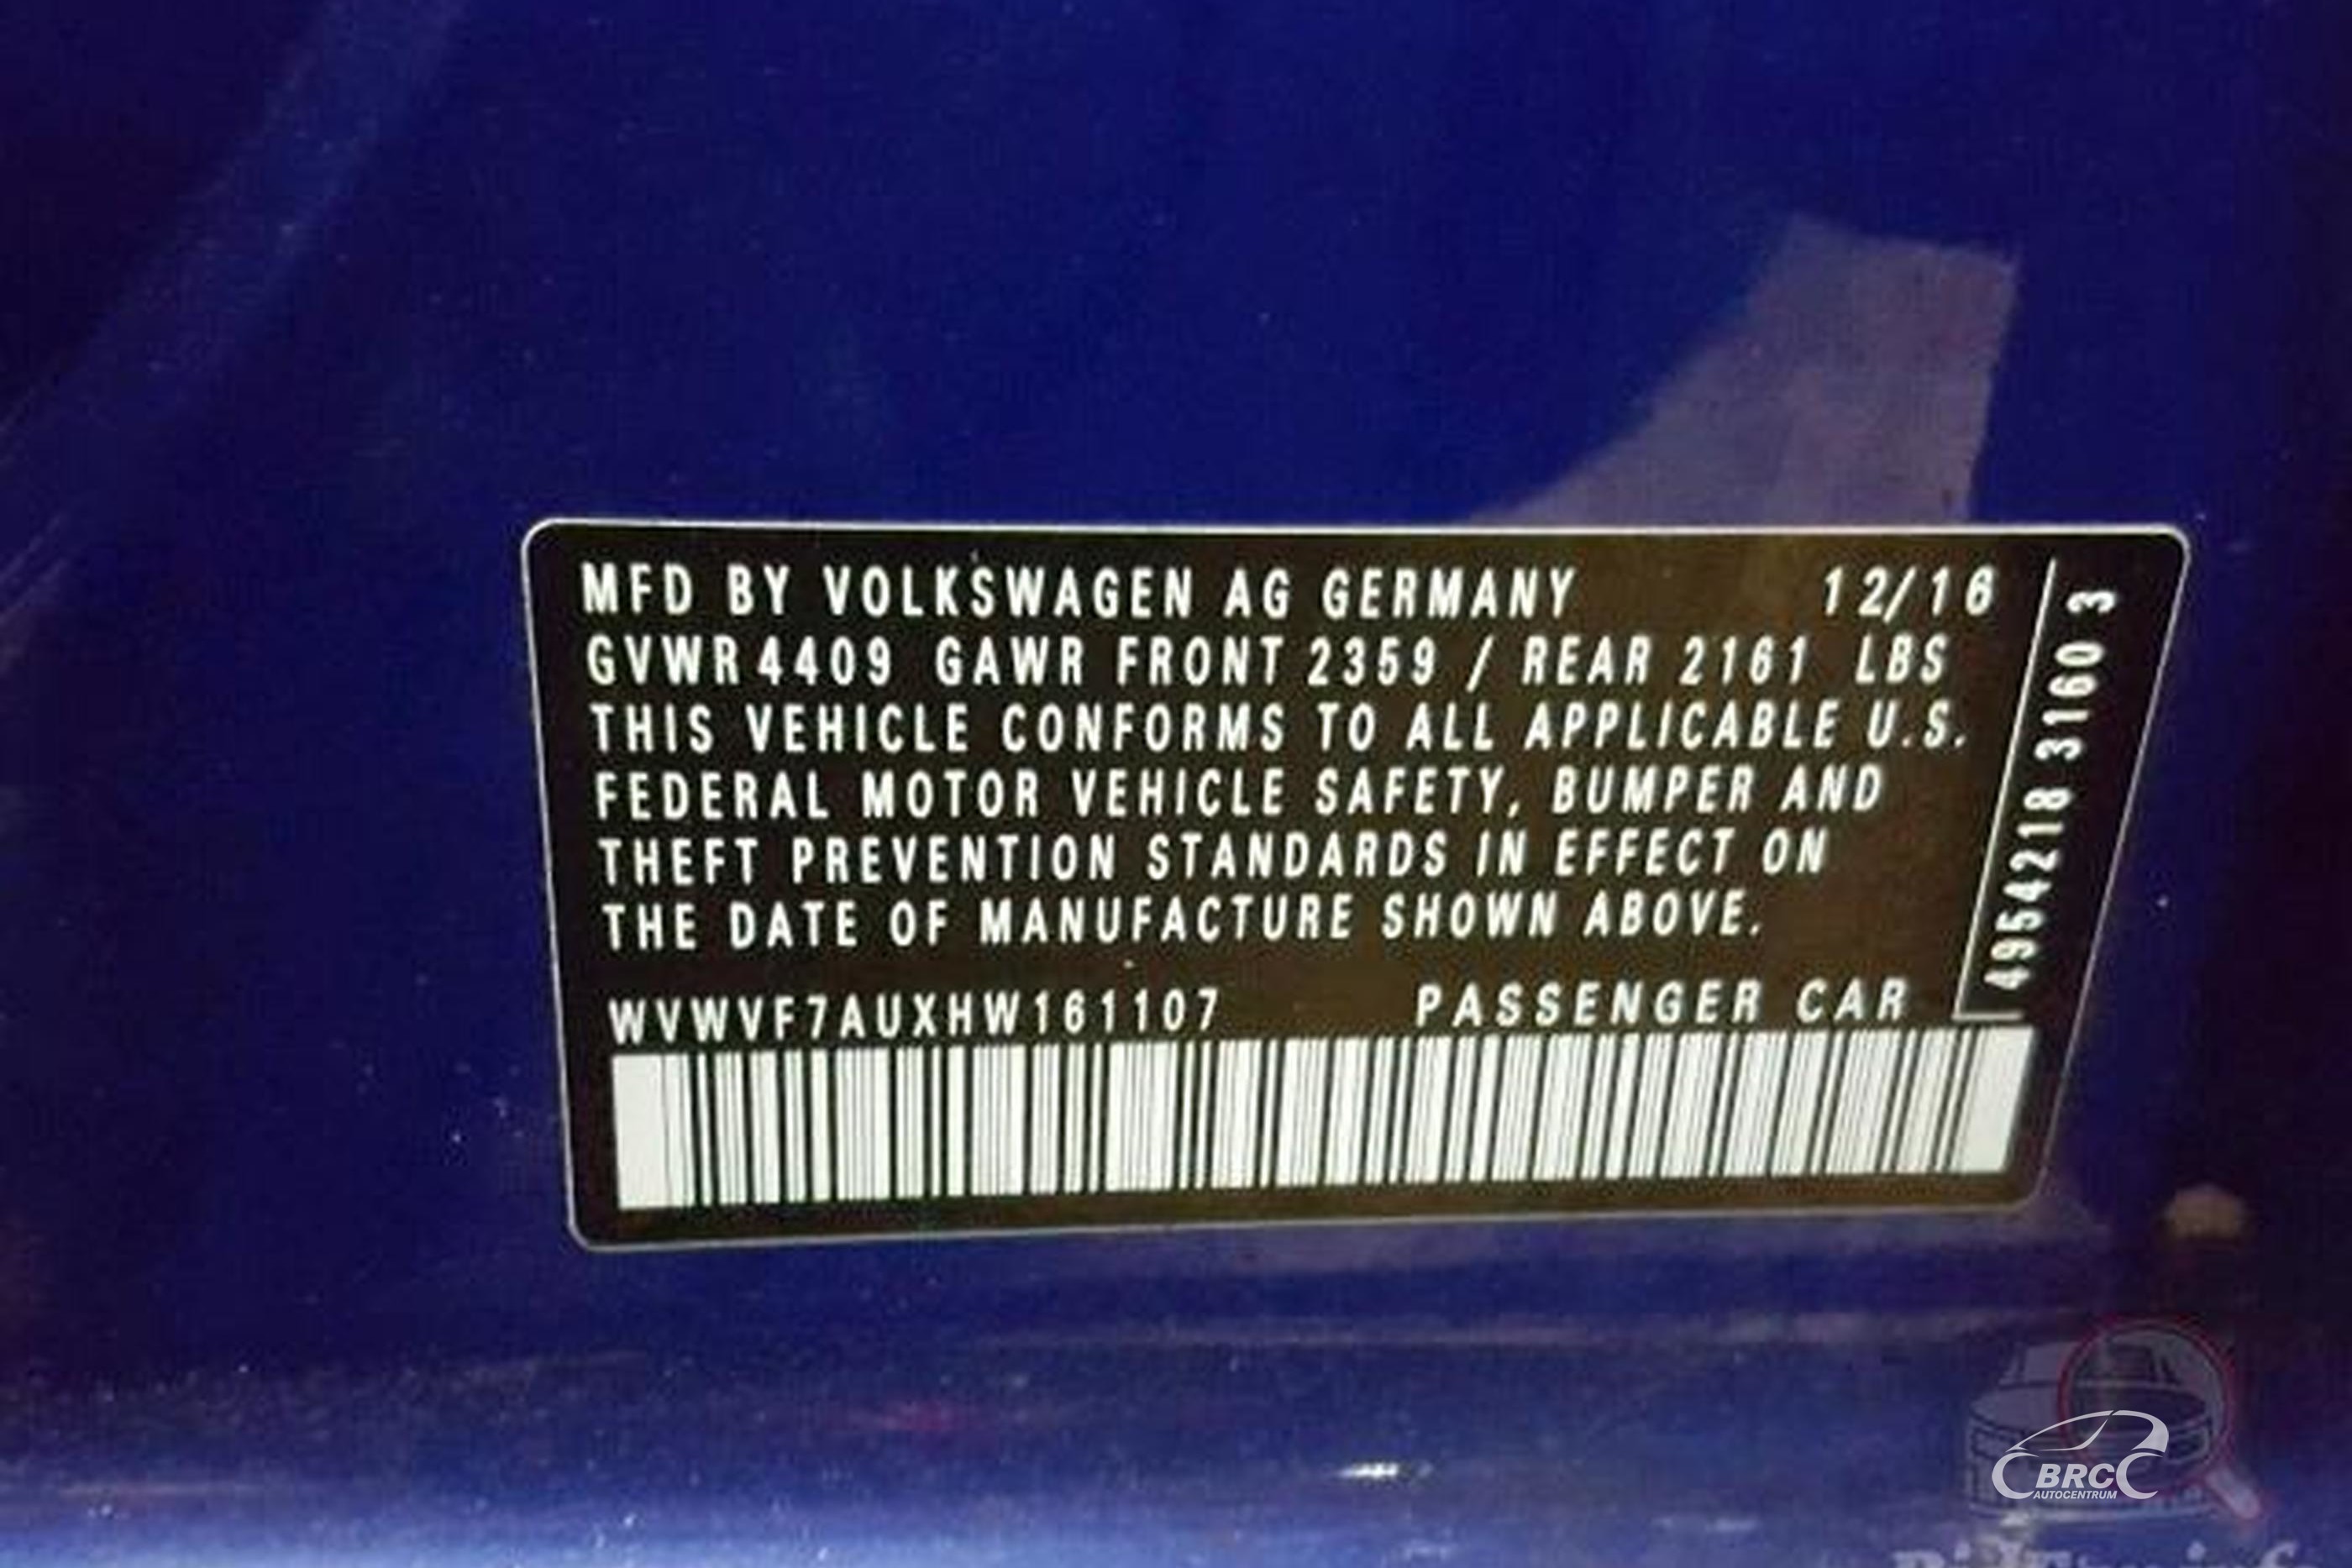 MFD BY VOLKSWAGEN AG GERMANY 12/16
GVWR 4409 GAWR FRONT 2359 / REAR 2161 LBS
THIS VEHICLE CONFORMS TO ALL APPLICABLE U.S.
FEDERAL MOTOR VEHICLE SAFETY, BUMPER AND
THEFT PREVENTION STANDARDS IN EFFECT ON
THE DATE OF MANUFACTURE SHOWN ABOVE.
WVWVF7AUXHW161107 PASSENGER CAR
4954218 3160 3
BRC
AUTOCENTRUM